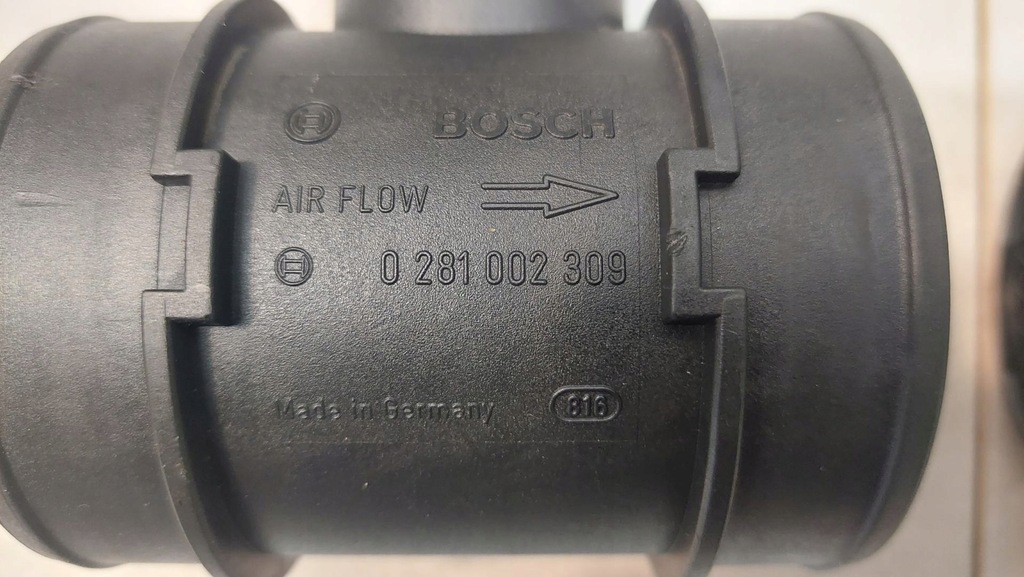 BOSCH
AIR FLOW
0 281 002 309
Made in Germany 816